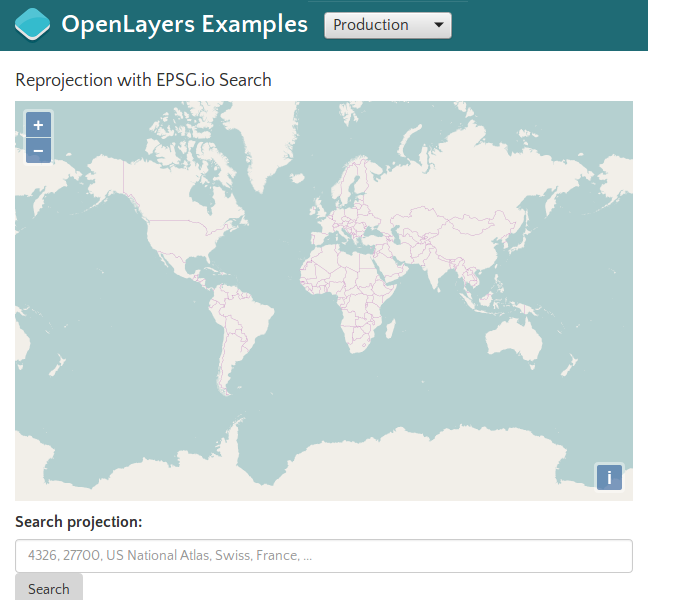 OpenLayers Examples
Production
Reprojection with EPSG.io Search
+
−
i
Search projection:
4326, 27700, US National Atlas, Swiss, France, ...
Search